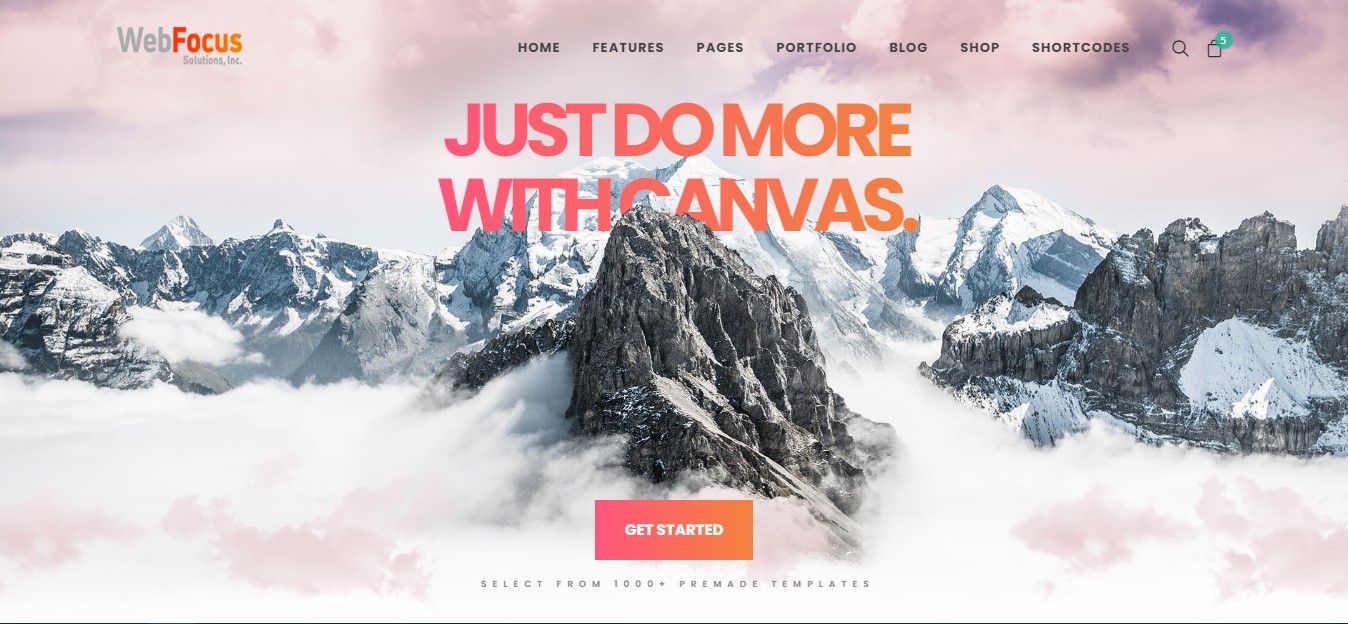 WebFocus
Solutions, Inc.
HOME FEATURES PAGES PORTFOLIO BLOG SHOP SHORTCODES
5
JUST DO MORE
WITH CANVAS.
GET STARTED
SELECT FROM 1000+ PREMADE TEMPLATES